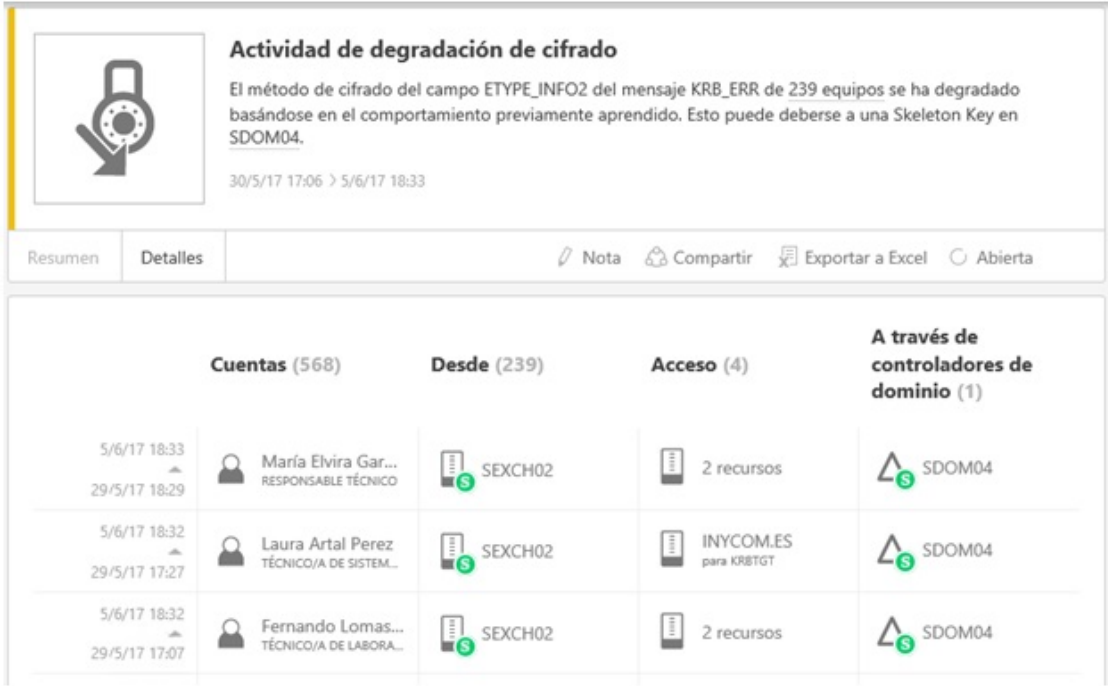 Actividad de degradación de cifrado
El método de cifrado del campo ETYPE_INFO2 del mensaje KRB_ERR de 239 equipos se ha degradado
basándose en el comportamiento previamente aprendido. Esto puede deberse a una Skeleton Key en
SDOM04.
30/5/17 17:06 > 5/6/17 18:33
Resumen
Detalles
Nota
Compartir
Exportar a Excel
Abierta
Cuentas (568)
Desde (239)
Acceso (4)
A través de
controladores de
dominio (1)
5/6/17 18:33
29/5/17 18:29
María Elvira Gar...
RESPONSABLE TÉCNICO
S
SEXCH02
2 recursos
S
SDOM04
5/6/17 18:32
29/5/17 17:27
Laura Artal Perez
TÉCNICO/A DE SISTEM...
S
SEXCH02
INYCOM.ES
para KRBTGT
S
SDOM04
5/6/17 18:32
29/5/17 17:07
Fernando Lomas...
TÉCNICO/A DE LABORA...
S
SEXCH02
2 recursos
S
SDOM04